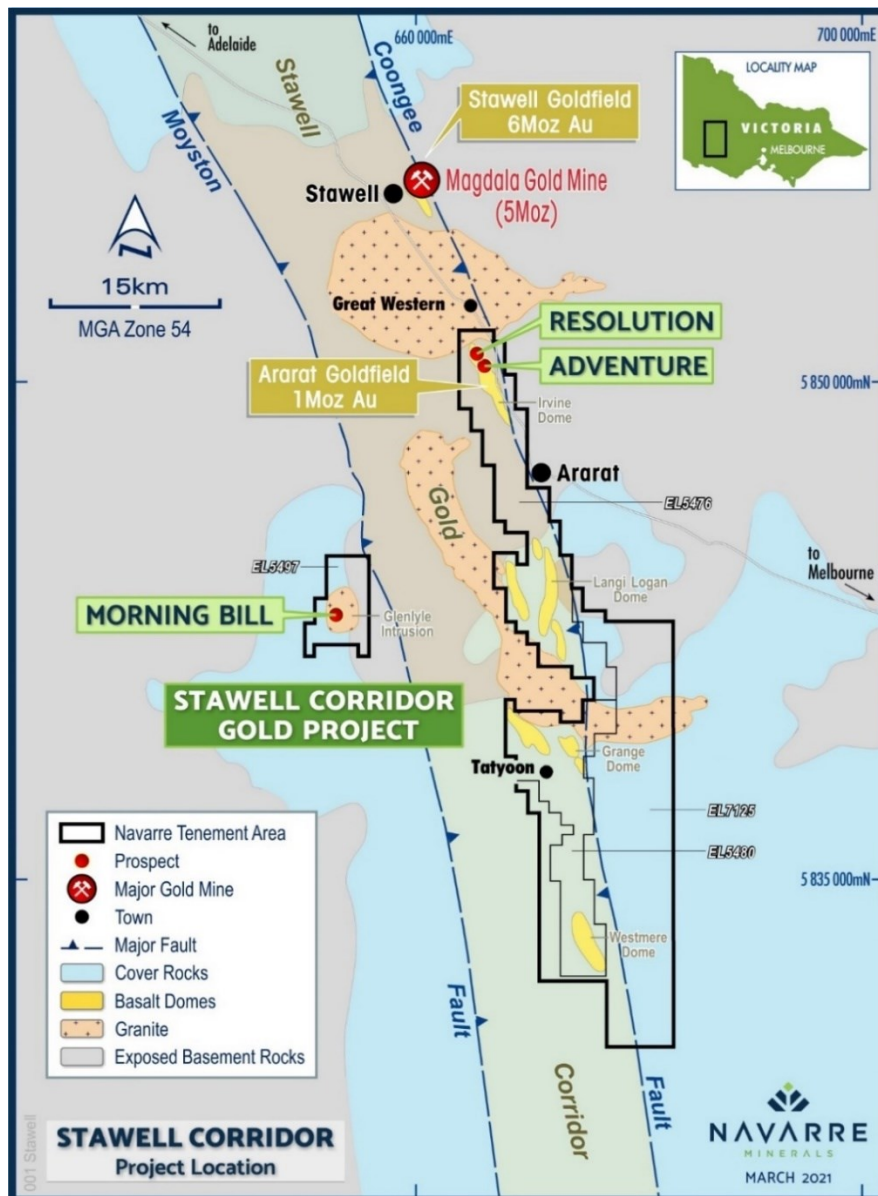 to
Adelaide
660 000mE
700 000mE
Stawell
Coongee
Moyston
LOCALITY MAP
VICTORIA
MELBOURNE
Stawell Goldfield
6Moz Au
Stawell
Magdala Gold Mine
(5Moz)
N
15km
MGA Zone 54
Great Western
RESOLUTION
ADVENTURE
Ararat Goldfield
1Moz Au
5 850 000mN
Irvine
Dome
Ararat
Gold
EL5476
to
Melbourne
EL5497
Langi Logan
Dome
MORNING BILL
Glenlyle
Intrusion
STAWELL CORRIDOR
GOLD PROJECT
Grange
Dome
Tatyoon
EL7125
EL5480
5 835 000mN
Westmere
Dome
Navarre Tenement Area
Prospect
Major Gold Mine
Town
Major Fault
Cover Rocks
Basalt Domes
Granite
Exposed Basement Rocks
Fault
Corridor
Fault
STAWELL CORRIDOR
Project Location
001 Stawell
NAVARRE
MINERALS
MARCH 2021